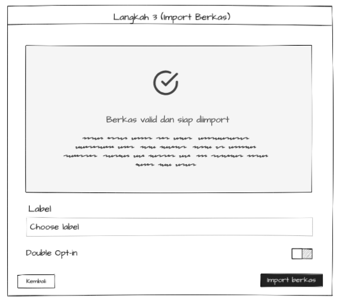 Langkah 3 (Import Berkas)
Berkas valid dan siap diimport
Label
Choose label
Double Opt-in
Kembali
Import berkas